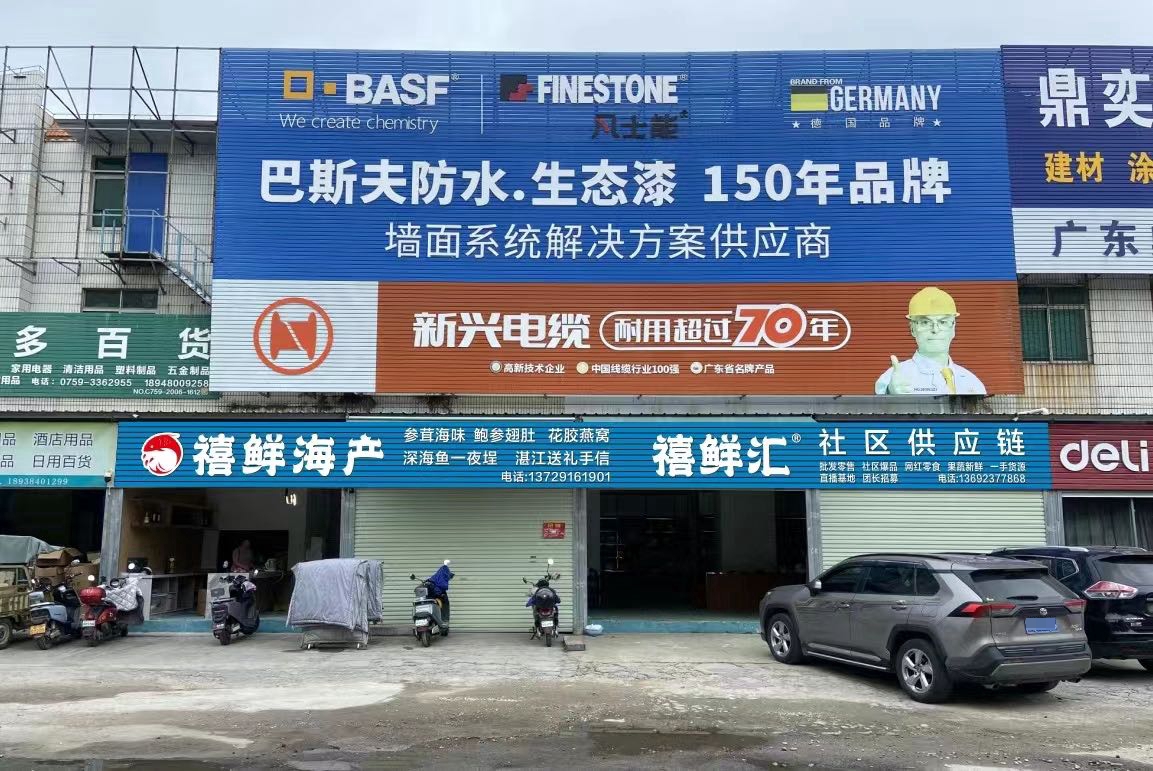 BASF®
We create chemistry
FINESTONE®
凡士能®
BRAND FROM
GERMANY
★ 德国品牌 ★
巴斯夫防水.生态漆 150年品牌
墙面系统解决方案供应商
鼎奕
建材 涂
广东
新兴电缆 耐用超过70年
高新技术企业 中国线缆行业100强 广东省名牌产品
多百货
家用电器 清洁用品 塑料制品 五金制品
用品 电话:0759-3362955 18948009258
品 酒店用品
品 日用百货
18938401299
禧鲜海产
参茸海味 鲍参翅肚 花胶燕窝
深海鱼一夜埕 湛江送礼手信
电话:13729161901
禧鲜汇®
社区供应链
批发零售 社区爆品 网红零食 果蔬新鲜 一手货源
直播基地 团长招募 电话:13692377868
deli